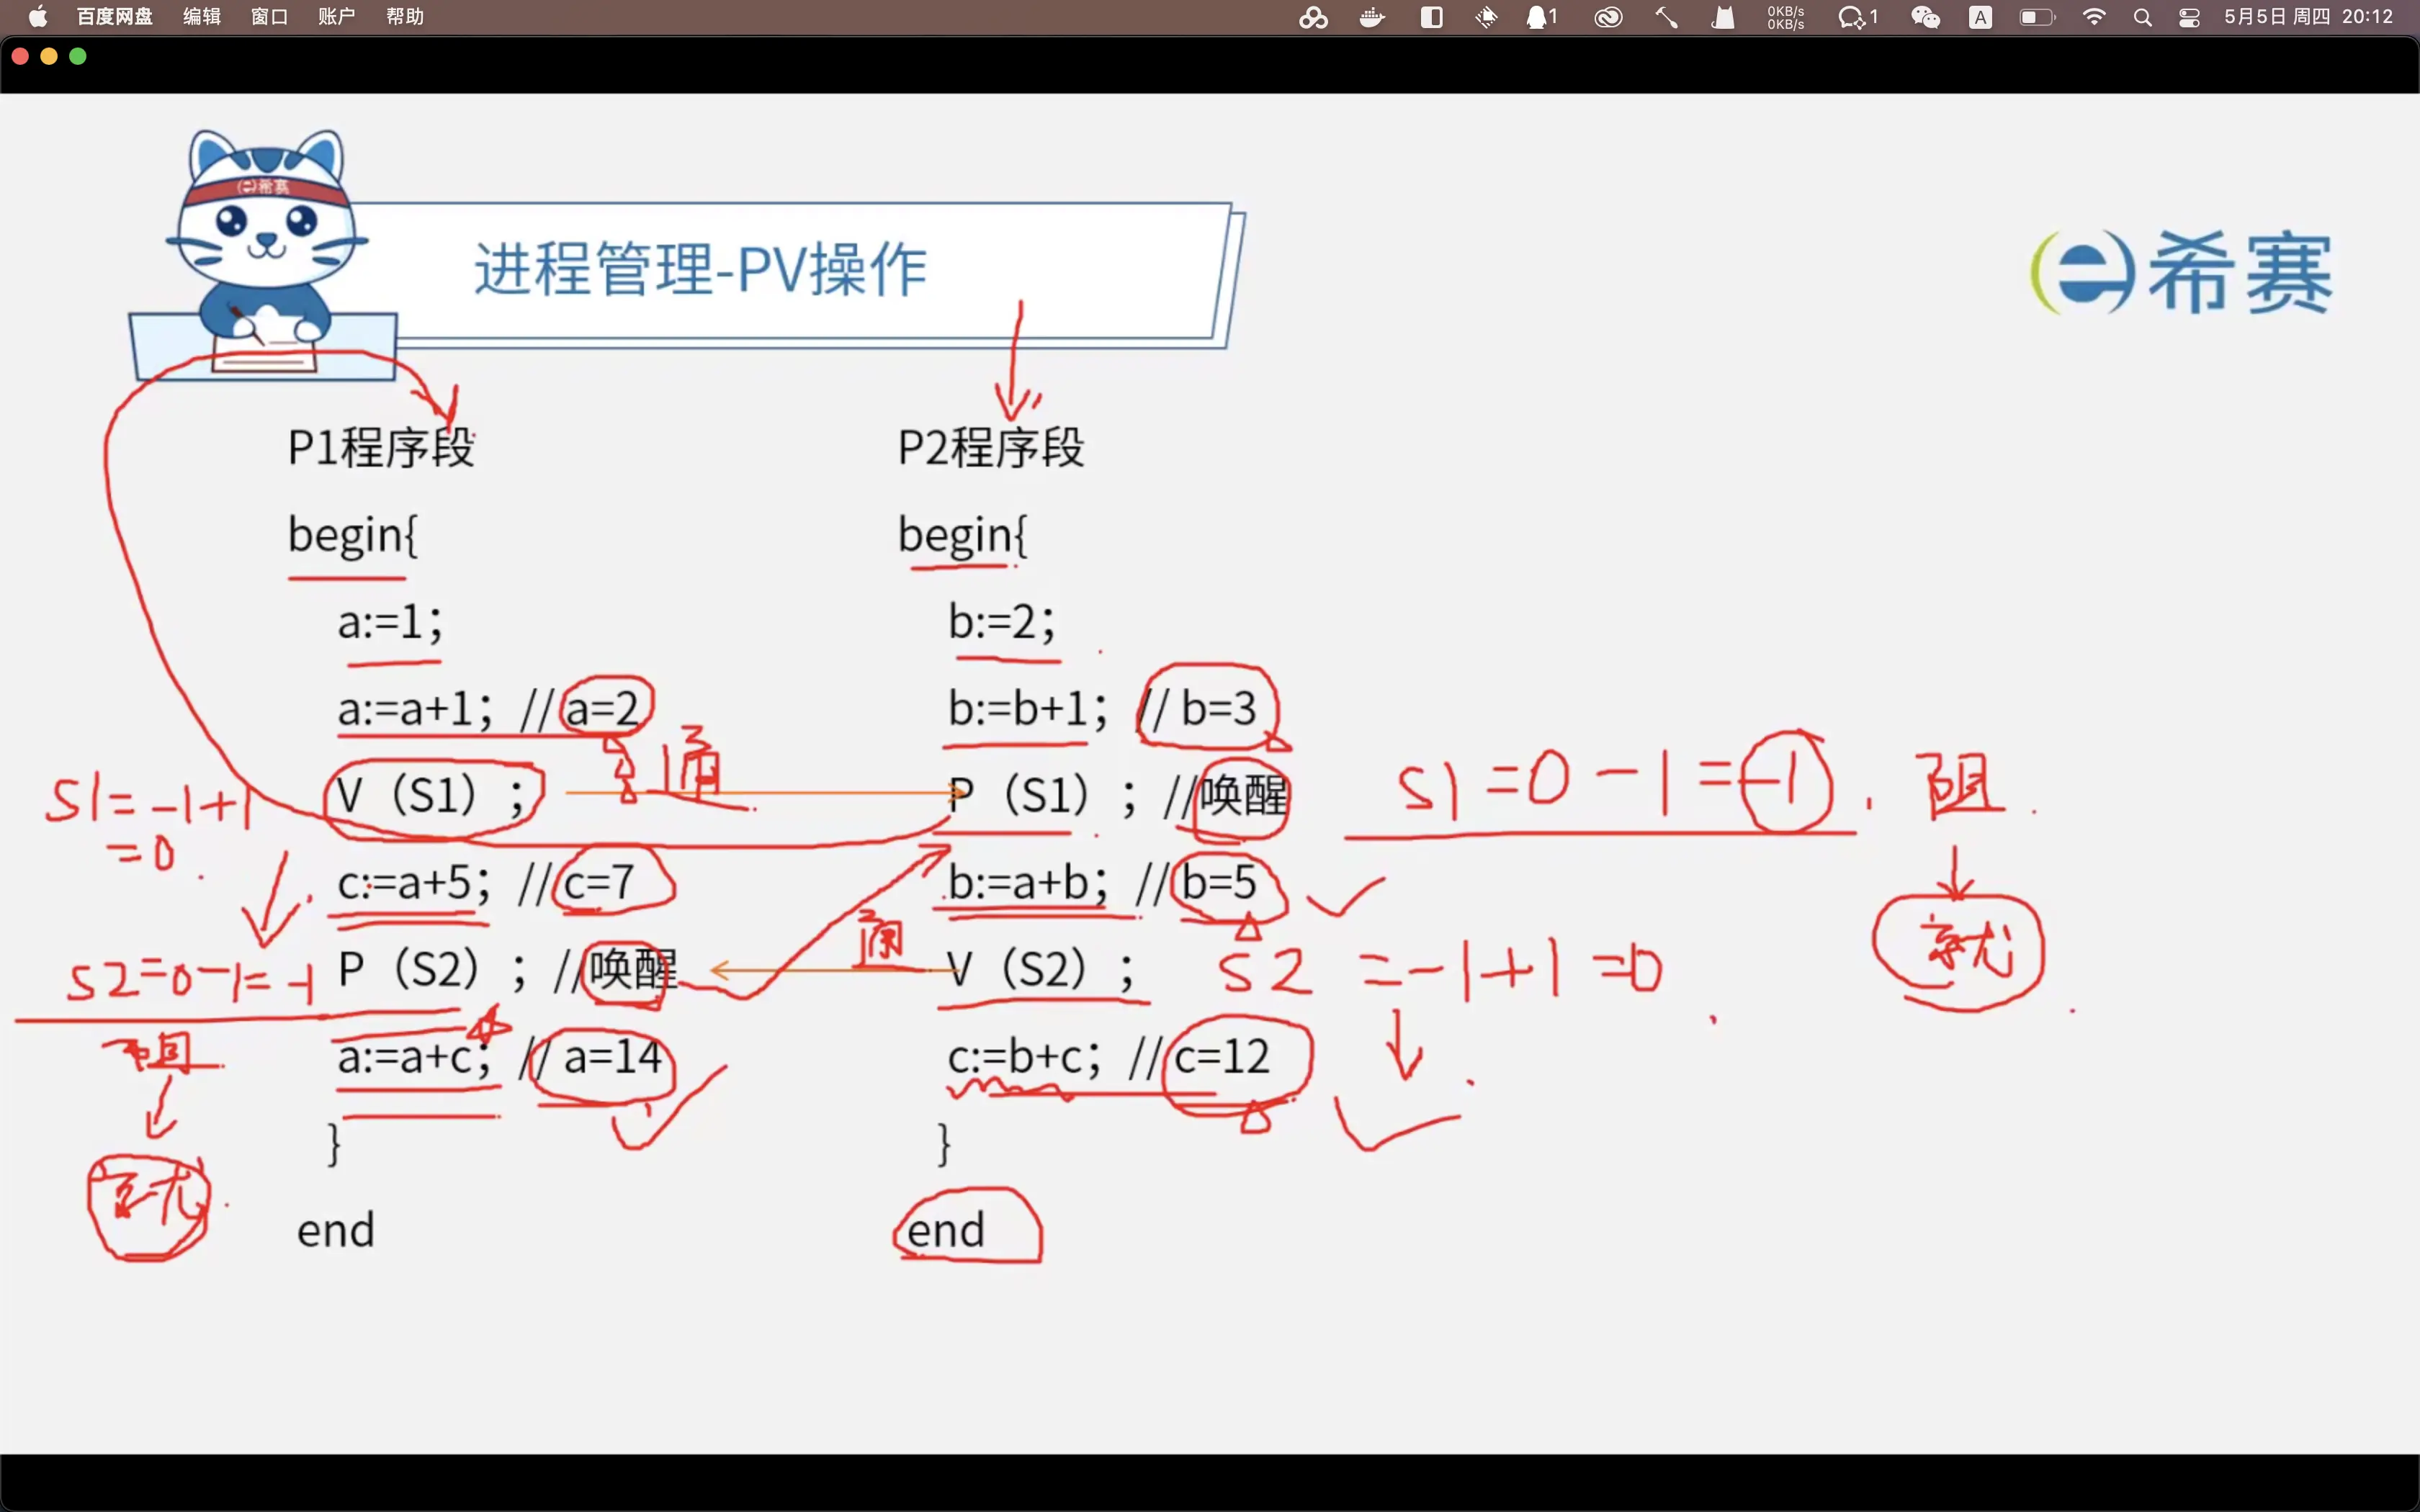 百度网盘 编辑 窗口 账户 帮助 1 0KB/s 0KB/s 1 A 5月5日 周四 20:12
希赛
进程管理-PV操作
希赛
P1程序段 P2程序段
begin{ begin{
a:=1; b:=2;
a:=a+1; //a=2 b:=b+1; // b=3
通
S1=-1+1 V（S1）; P（S1）; //唤醒 S1=0-1=-1. 阻.
=0.
c:=a+5; //c=7 b:=a+b; //b=5
通
S2=0-1=-1 P（S2）; //唤醒 V（S2）; S2=-1+1=0 就
阻 a:=a+c; // a=14 c:=b+c; //c=12
} }
end end